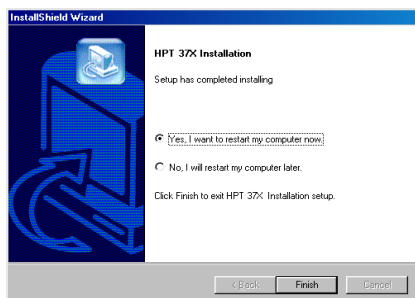 InstallShield Wizard
HPT 37X Installation
Setup has completed installing
Yes, I want to restart my computer now.
No, I will restart my computer later.
Click Finish to exit HPT 37X Installation setup.
< Back Finish Cancel